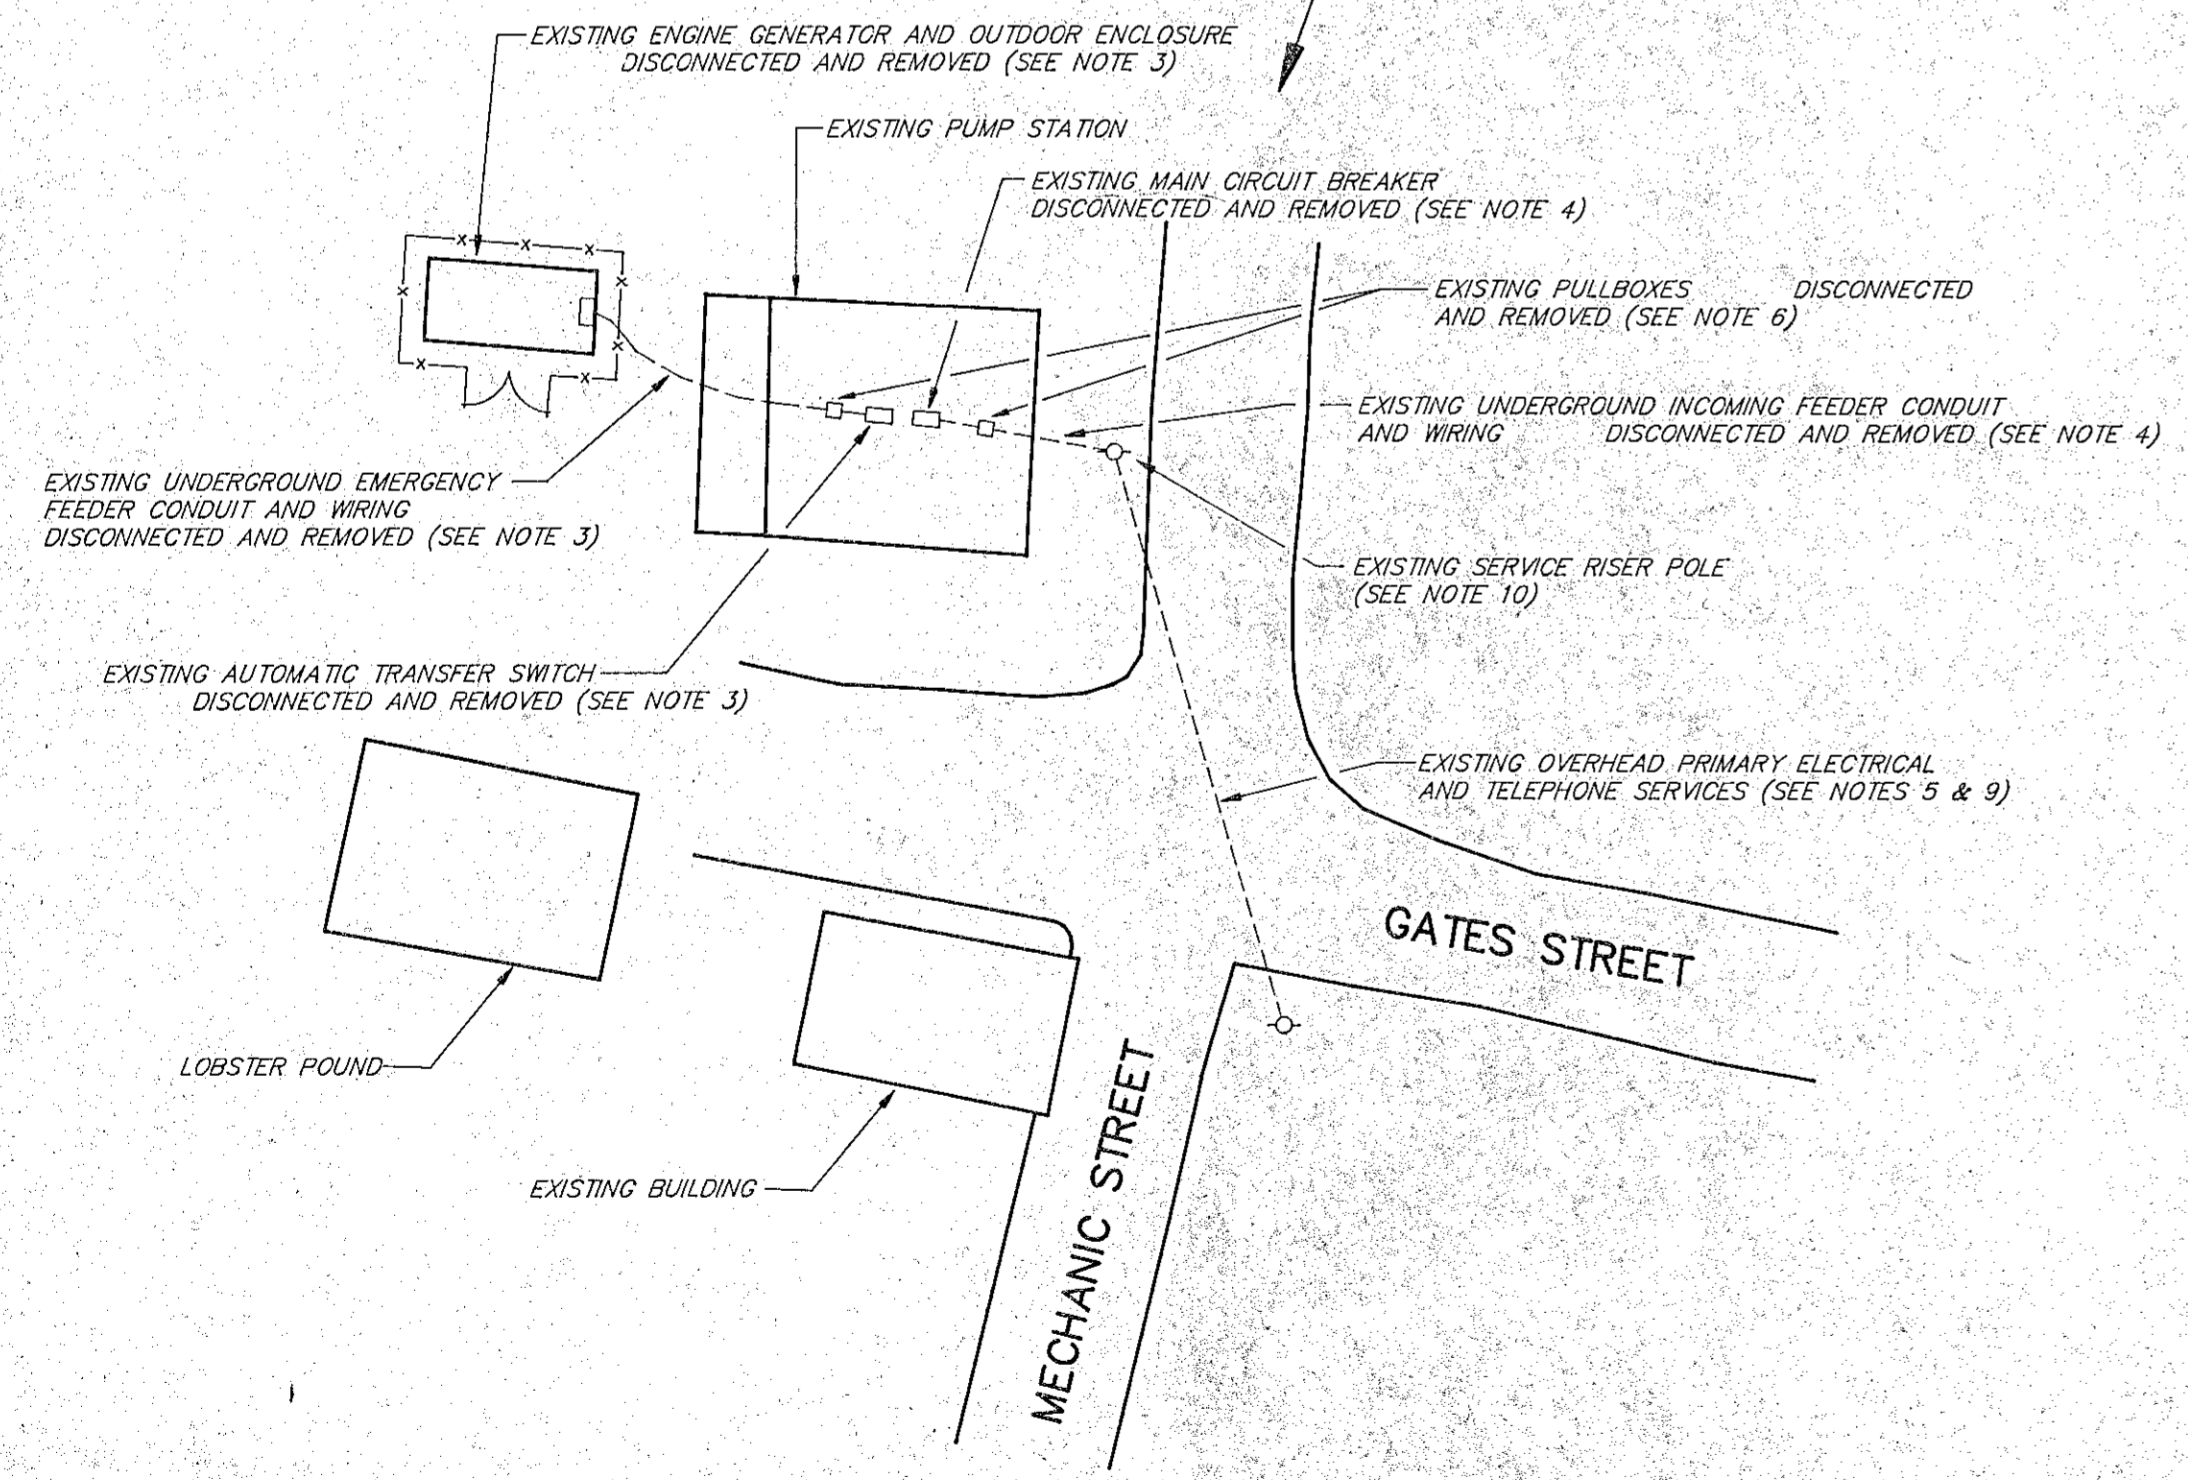 EXISTING ENGINE GENERATOR AND OUTDOOR ENCLOSURE
DISCONNECTED AND REMOVED (SEE NOTE 3)
EXISTING PUMP STATION
EXISTING MAIN CIRCUIT BREAKER
DISCONNECTED AND REMOVED (SEE NOTE 4)
EXISTING PULLBOXES DISCONNECTED
AND REMOVED (SEE NOTE 6)
EXISTING UNDERGROUND INCOMING FEEDER CONDUIT
AND WIRING DISCONNECTED AND REMOVED (SEE NOTE 4)
EXISTING UNDERGROUND EMERGENCY
FEEDER CONDUIT AND WIRING
DISCONNECTED AND REMOVED (SEE NOTE 3)
EXISTING SERVICE RISER POLE
(SEE NOTE 10)
EXISTING AUTOMATIC TRANSFER SWITCH
DISCONNECTED AND REMOVED (SEE NOTE 3)
EXISTING OVERHEAD PRIMARY ELECTRICAL
AND TELEPHONE SERVICES (SEE NOTES 5 & 9)
GATES STREET
LOBSTER POUND
EXISTING BUILDING
MECHANIC STREET